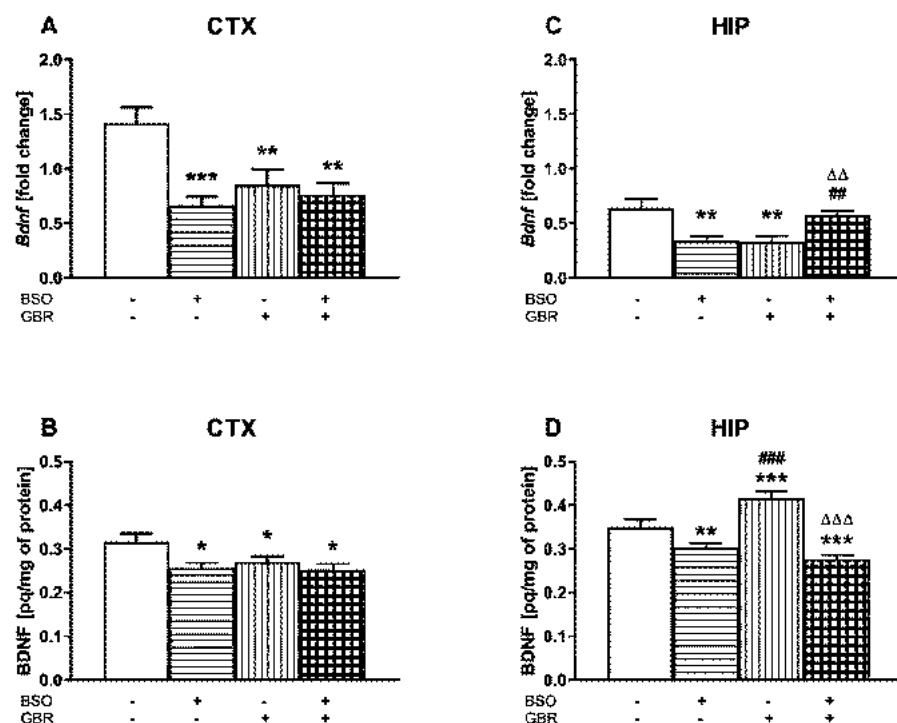 A
CTX
Bdnf [fold change]
2.0
1.5
1.0
0.5
0.0
***
**
**
BSO - + - +
GBR - - + +
C
HIP
Bdnf [fold change]
2.0
1.5
1.0
0.5
0.0
**
**
ΔΔ
##
BSO - + - +
GBR - - + +
B
CTX
BDNF [pg/mg of protein]
0.5
0.4
0.3
0.2
0.1
0.0
*
*
*
BSO - + - +
GBR - - + +
D
HIP
BDNF [pg/mg of protein]
0.5
0.4
0.3
0.2
0.1
0.0
**
###
***
ΔΔΔ
***
BSO - + - +
GBR - - + +